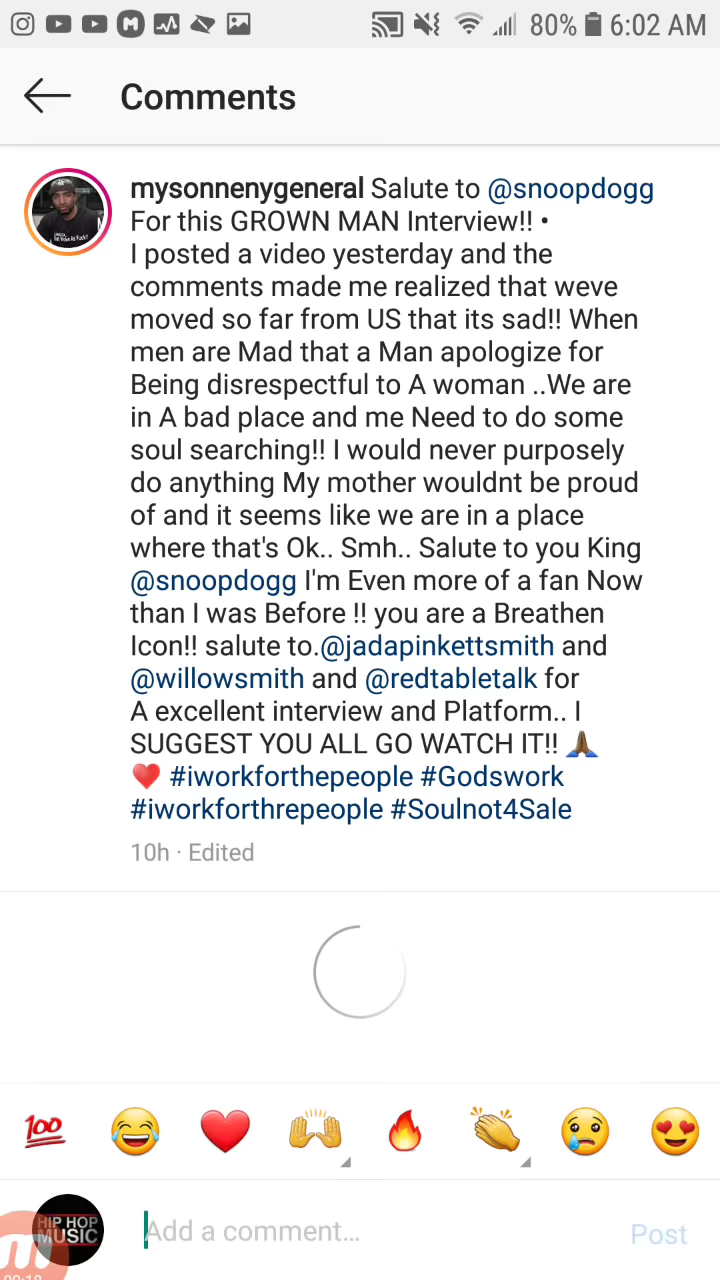 80% 6:02 AM
Comments
mysonnenygeneral Salute to @snoopdogg
For this GROWN MAN Interview!! •
I posted a video yesterday and the
comments made me realized that weve
moved so far from US that its sad!! When
men are Mad that a Man apologize for
Being disrespectful to A woman ..We are
in A bad place and me Need to do some
soul searching!! I would never purposely
do anything My mother wouldnt be proud
of and it seems like we are in a place
where that's Ok.. Smh.. Salute to you King
@snoopdogg I'm Even more of a fan Now
than I was Before !! you are a Breathen
Icon!! salute to.@jadapinkettsmith and
@willowsmith and @redtabletalk for
A excellent interview and Platform.. I
SUGGEST YOU ALL GO WATCH IT!! 🙏🏾
❤️ #iworkforthepeople #Godswork
#iworkforthrepeople #Soulnot4Sale
10h · Edited
💯 😂 ❤️ 🙌 🔥 👏 😢 😍
HIP HOP
MUSIC
Add a comment...
Post